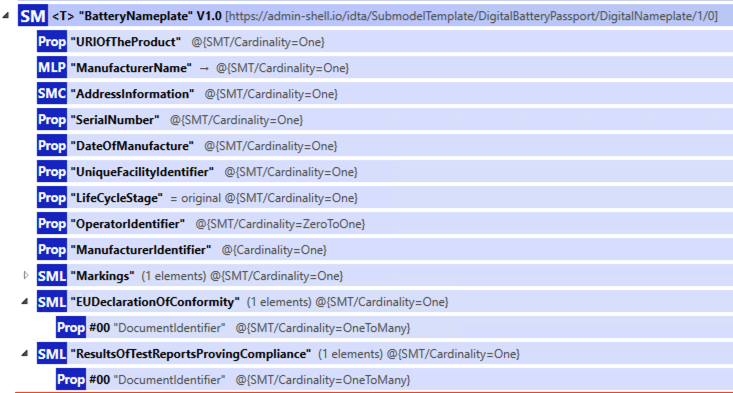 SM <T> "BatteryNameplate" V1.0 [https://admin-shell.io/idta/SubmodelTemplate/DigitalBatteryPassport/DigitalNameplate/1/0]
Prop "URIOfTheProduct" @{SMT/Cardinality=One}
MLP "ManufacturerName" → @{SMT/Cardinality=One}
SMC "AddressInformation" @{SMT/Cardinality=One}
Prop "SerialNumber" @{SMT/Cardinality=One}
Prop "DateOfManufacture" @{SMT/Cardinality=One}
Prop "UniqueFacilityIdentifier" @{SMT/Cardinality=One}
Prop "LifeCycleStage" = original @{SMT/Cardinality=One}
Prop "OperatorIdentifier" @{SMT/Cardinality=ZeroToOne}
Prop "ManufacturerIdentifier" @{Cardinality=One}
SML "Markings" (1 elements) @{SMT/Cardinality=One}
SML "EUDeclarationOfConformity" (1 elements) @{SMT/Cardinality=One}
Prop #00 "DocumentIdentifier" @{SMT/Cardinality=OneToMany}
SML "ResultsOfTestReportsProvingCompliance" (1 elements) @{SMT/Cardinality=One}
Prop #00 "DocumentIdentifier" @{SMT/Cardinality=OneToMany}